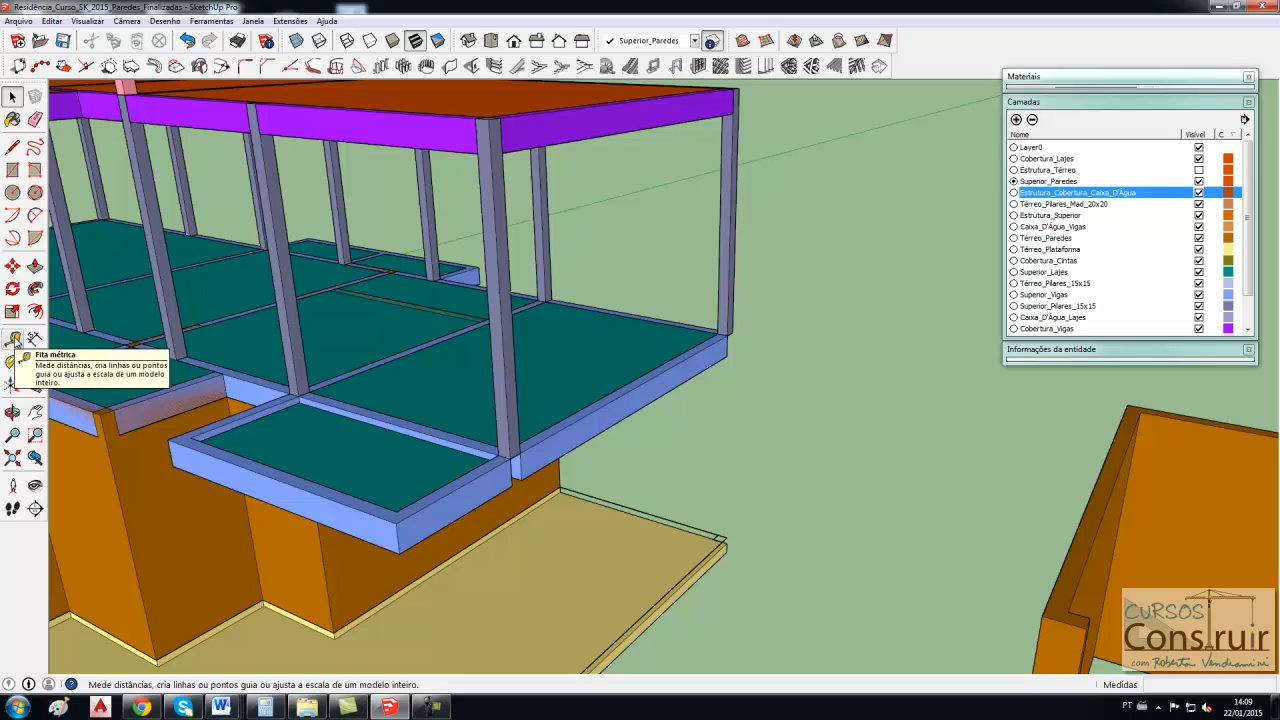 Residência_Curso_SK_2015_Paredes_Finalizadas - SketchUp Pro
Arquivo Editar Visualizar Câmera Desenho Ferramentas Janela Extensões Ajuda
Superior_Paredes
Materiais
Camadas
Nome Visível C
Layer0
Cobertura_Lajes
Estrutura_Térreo
Superior_Paredes
Estrutura_Cobertura_Caixa_D'Água
Térreo_Pilares_Mad_20x20
Estrutura_Superior
Caixa_D'Água_Vigas
Térreo_Paredes
Térreo_Plataforma
Cobertura_Cintas
Superior_Lajes
Térreo_Pilares_15x15
Superior_Vigas
Superior_Pilares_15x15
Caixa_D'Água_Lajes
Cobertura_Vigas
Informações da entidade
Fita métrica
Mede distâncias, cria linhas ou pontos
guia ou ajusta a escala de um modelo
inteiro.
CURSOS
Construir
com Roberta Vendramini
Mede distâncias, cria linhas ou pontos guia ou ajusta a escala de um modelo inteiro.
Medidas
PT
14:09
22/01/2015